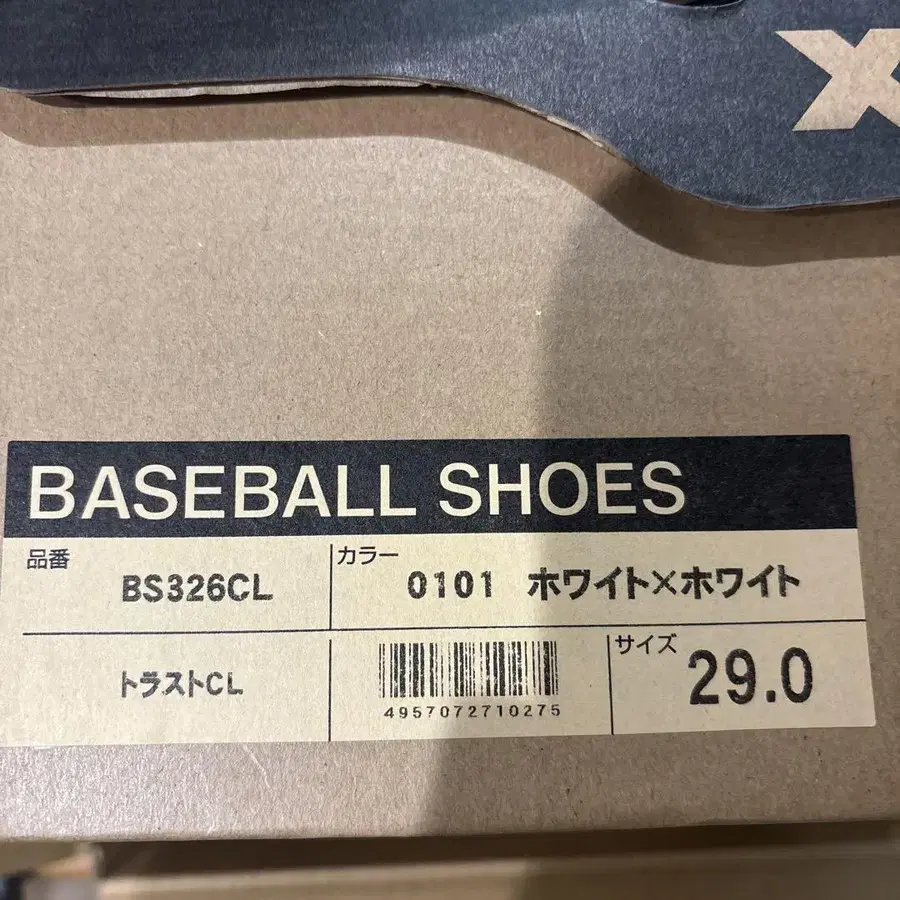 X
BASEBALL SHOES
品番
BS326CL
カラー
0101 ホワイト×ホワイト
トラストCL
4957072710275
サイズ
29.0